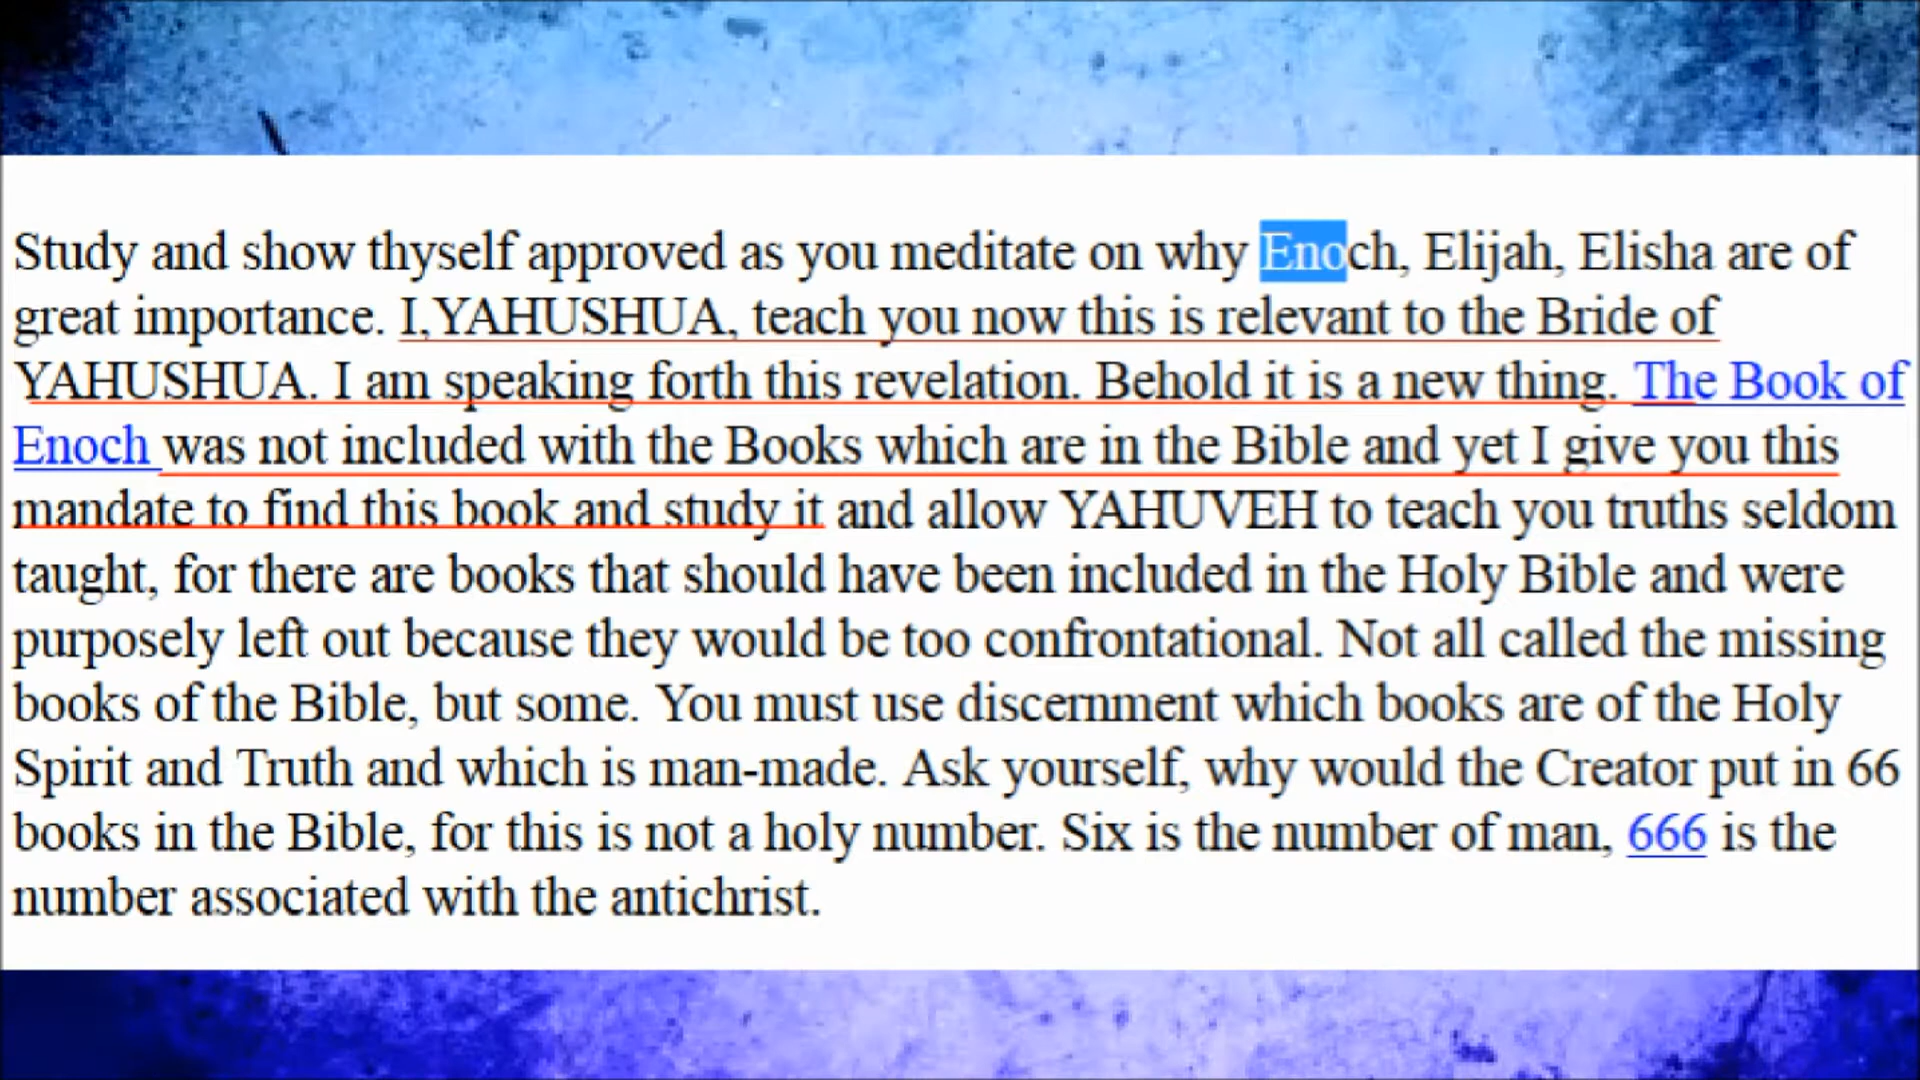 Study and show thyself approved as you meditate on why Enoch, Elijah, Elisha are of
great importance. I, YAHUSHUA, teach you now this is relevant to the Bride of
YAHUSHUA. I am speaking forth this revelation. Behold it is a new thing. The Book of
Enoch was not included with the Books which are in the Bible and yet I give you this
mandate to find this book and study it and allow YAHUVEH to teach you truths seldom
taught, for there are books that should have been included in the Holy Bible and were
purposely left out because they would be too confrontational. Not all called the missing
books of the Bible, but some. You must use discernment which books are of the Holy
Spirit and Truth and which is man-made. Ask yourself, why would the Creator put in 66
books in the Bible, for this is not a holy number. Six is the number of man, 666 is the
number associated with the antichrist.